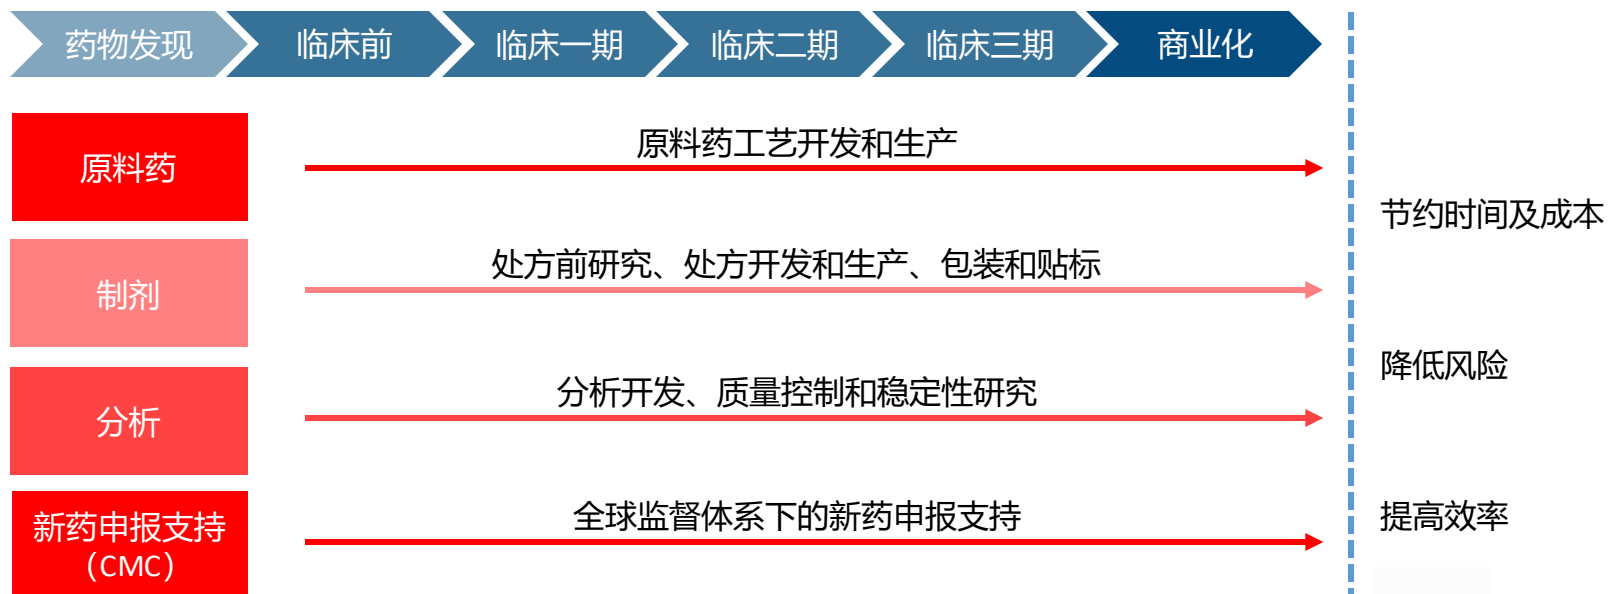 药物发现
临床前
临床一期
临床二期
临床三期
商业化
原料药
原料药工艺开发和生产
制剂
处方前研究、处方开发和生产、包装和贴标
分析
分析开发、质量控制和稳定性研究
新药申报支持
（CMC）
全球监督体系下的新药申报支持
节约时间及成本
降低风险
提高效率